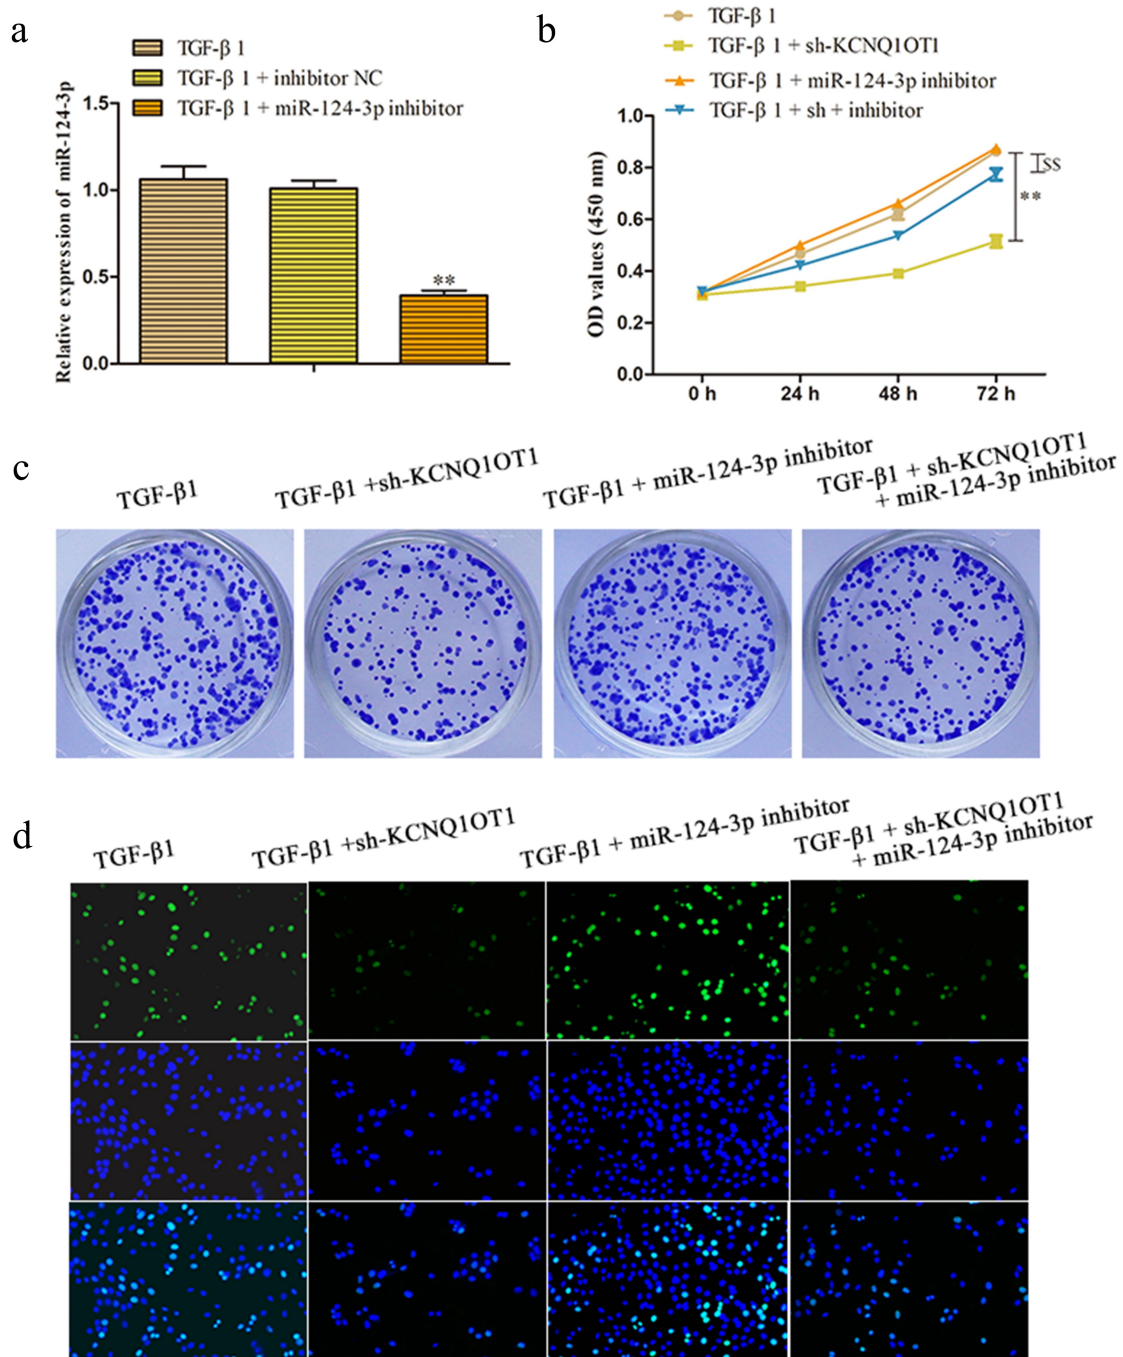 a
TGF-β 1
TGF-β 1 + inhibitor NC
TGF-β 1 + miR-124-3p inhibitor
Relative expression of miR-124-3p
1.5
1.0
0.5
0.0
**
b
TGF-β 1
TGF-β 1 + sh-KCNQ1OT1
TGF-β 1 + miR-124-3p inhibitor
TGF-β 1 + sh + inhibitor
OD values (450 nm)
1.0
0.8
0.6
0.4
0.2
0.0
0 h 24 h 48 h 72 h
SS
**
c
TGF-β1
TGF-β1 +sh-KCNQ1OT1
TGF-β1 + miR-124-3p inhibitor
TGF-β1 + sh-KCNQ1OT1
+ miR-124-3p inhibitor
d
TGF-β1
TGF-β1 +sh-KCNQ1OT1
TGF-β1 + miR-124-3p inhibitor
TGF-β1 + sh-KCNQ1OT1
+ miR-124-3p inhibitor